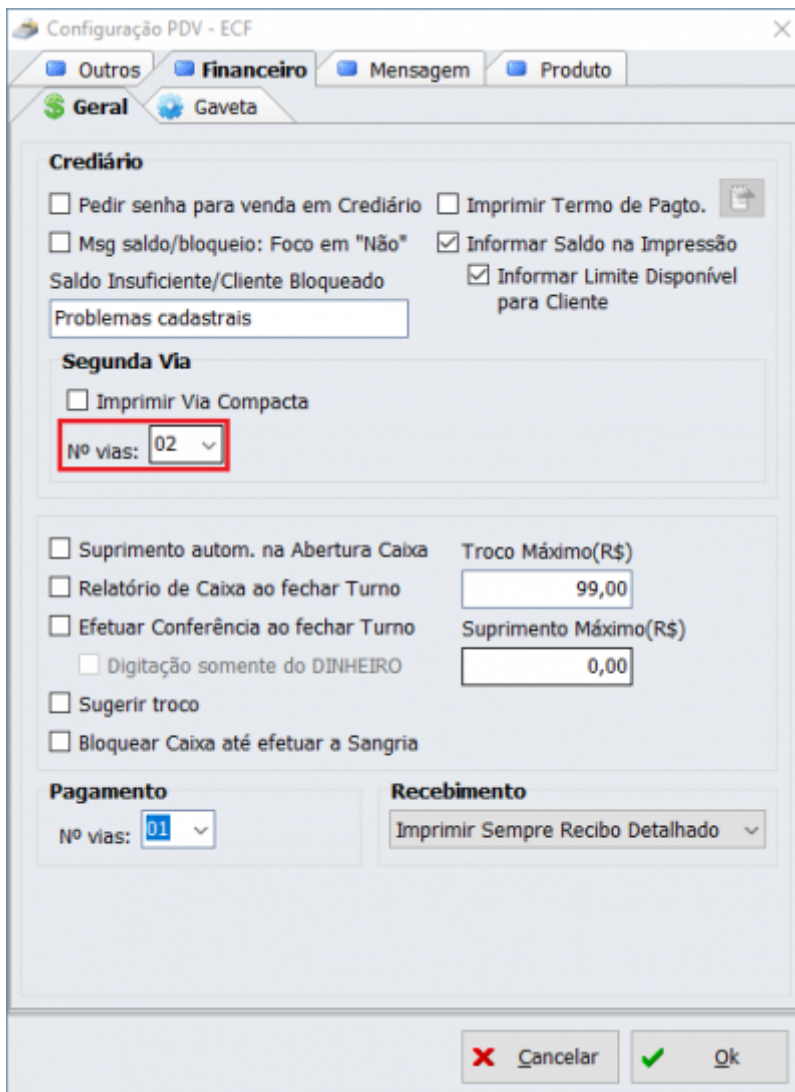 Configuração PDV - ECF
Outros Financeiro Mensagem Produto
Geral Gaveta
Crediário
Pedir senha para venda em Crediário Imprimir Termo de Pagto.
Msg saldo/bloqueio: Foco em "Não" Informar Saldo na Impressão
Saldo Insuficiente/Cliente Bloqueado Informar Limite Disponível
para Cliente
Problemas cadastrais
Segunda Via
Imprimir Via Compacta
Nº vias: 02
Suprimento autom. na Abertura Caixa Troco Máximo(R$)
Relatório de Caixa ao fechar Turno 99,00
Efetuar Conferência ao fechar Turno Suprimento Máximo(R$)
Digitação somente do DINHEIRO 0,00
Sugerir troco
Bloquear Caixa até efetuar a Sangria
Pagamento Recebimento
Nº vias: 01 Imprimir Sempre Recibo Detalhado
Cancelar Ok